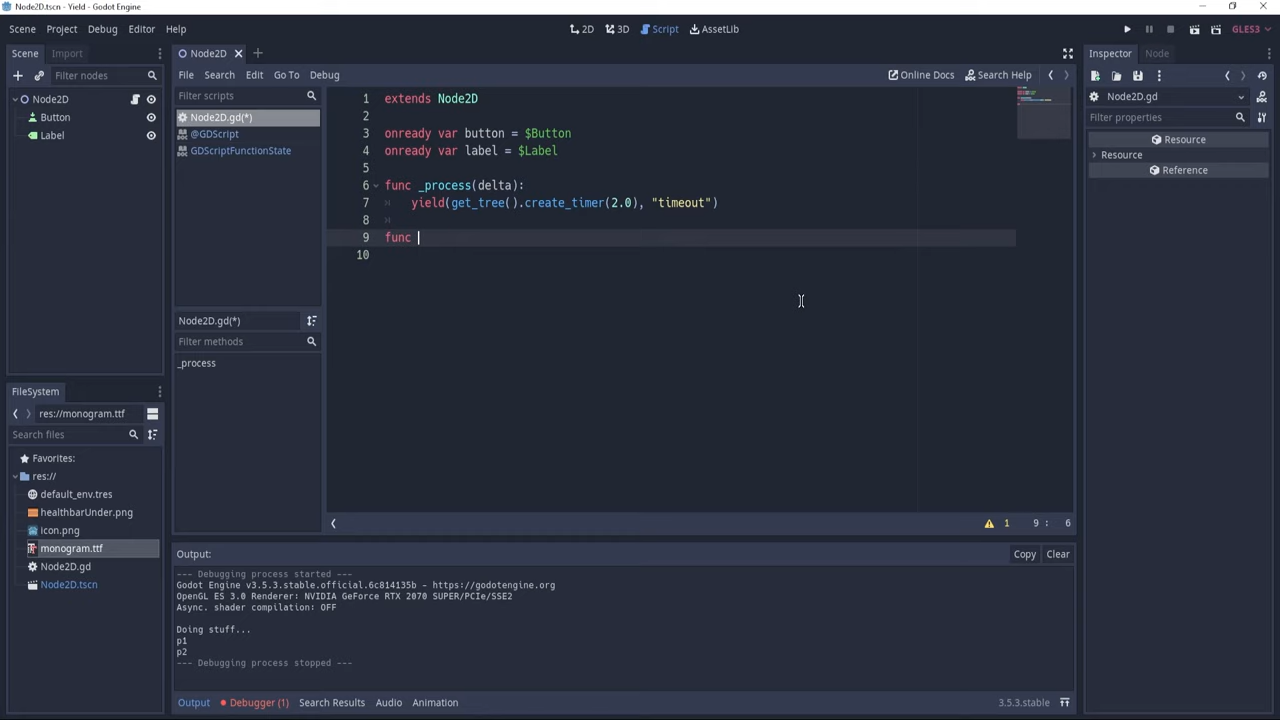 Node2D.tscn - Yield - Godot Engine
Scene Project Debug Editor Help
2D 3D Script AssetLib
GLES3
Scene Import
Filter nodes
Node2D
Button
Label
Node2D
File Search Edit Go To Debug
Online Docs Search Help
Filter scripts
Node2D.gd(*)
@GDScript
GDScriptFunctionState
Node2D.gd(*)
Filter methods
_process
1 extends Node2D
2
3 onready var button = $Button
4 onready var label = $Label
5
6 func _process(delta):
7 yield(get_tree().create_timer(2.0), "timeout")
8
9 func
10
1 9 : 6
Inspector Node
Node2D.gd
Filter properties
Resource
Resource
Reference
FileSystem
res://monogram.ttf
Search files
Favorites:
res://
default_env.tres
healthbarUnder.png
icon.png
monogram.ttf
Node2D.gd
Node2D.tscn
Output:
Copy Clear
--- Debugging process started ---
Godot Engine v3.5.3.stable.official.6c814135b - https://godotengine.org
OpenGL ES 3.0 Renderer: NVIDIA GeForce RTX 2070 SUPER/PCIe/SSE2
Async. shader compilation: OFF
Doing stuff...
p1
p2
--- Debugging process stopped ---
Output Debugger (1) Search Results Audio Animation
3.5.3.stable